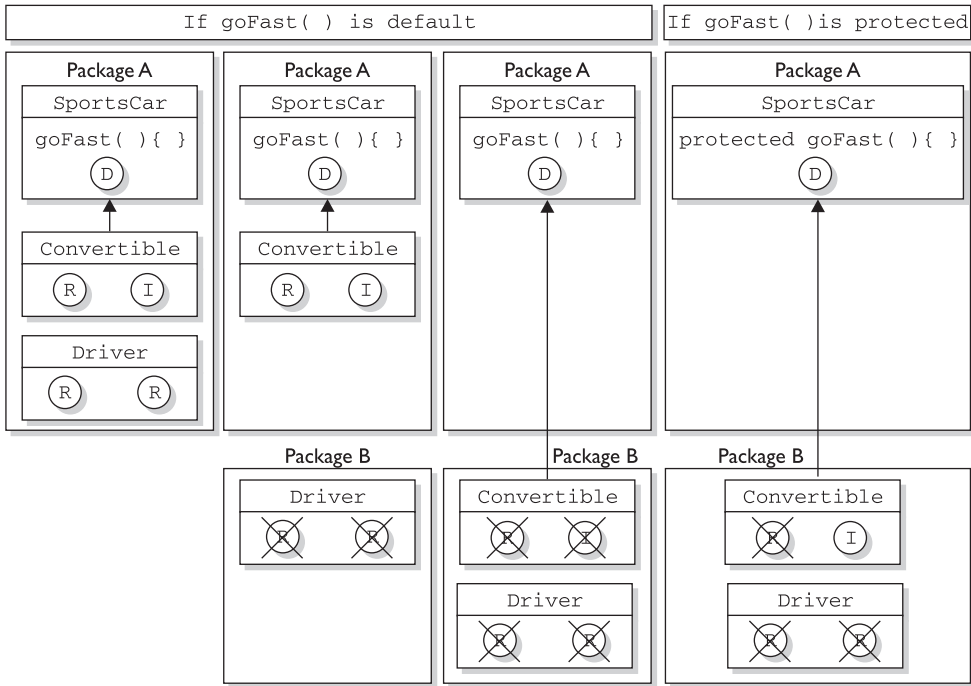 If goFast( ) is default
If goFast( )is protected
Package A
Package A
Package A
Package A
SportsCar
SportsCar
SportsCar
SportsCar
goFast( ){ }
goFast( ){ }
goFast( ){ }
protected goFast( ){ }
D
D
D
D
Convertible
Convertible
R I
R I
Driver
R R
Package B
Package B
Package B
Driver
Convertible
Convertible
R R
R I
R I
Driver
Driver
R R
R R